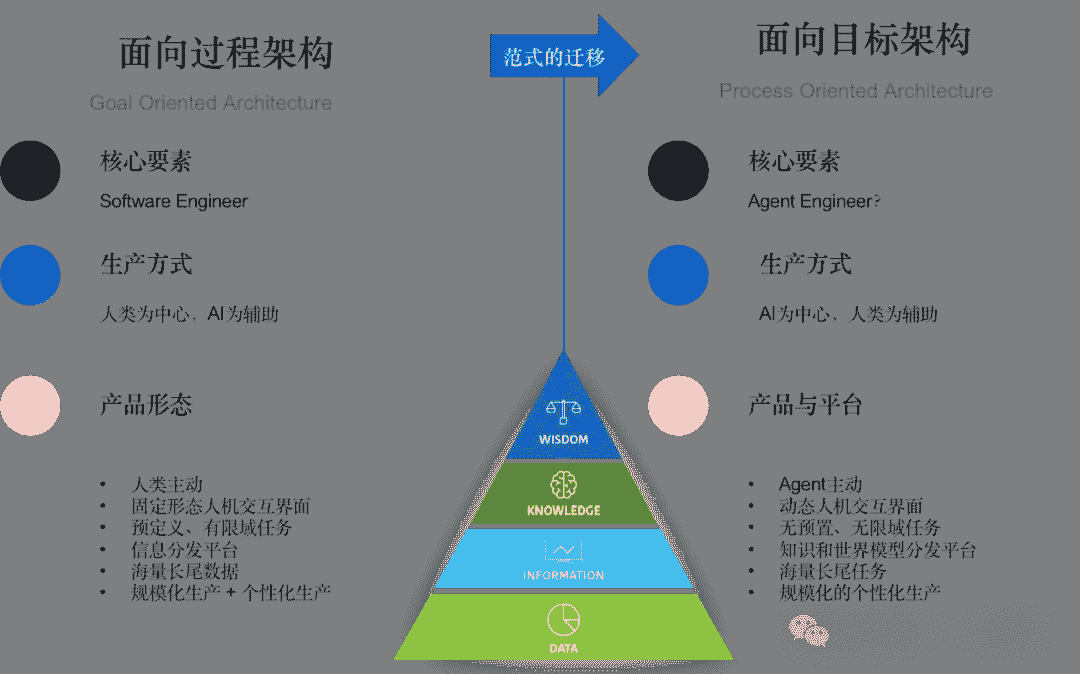 面向过程架构
Goal Oriented Architecture
核心要素
Software Engineer
生产方式
人类为中心、AI为辅助
产品形态
• 人类主动
• 固定形态人机交互界面
• 预定义、有限域任务
• 信息分发平台
• 海量长尾数据
• 规模化生产 + 个性化生产
范式的迁移
WISDOM
KNOWLEDGE
INFORMATION
DATA
面向目标架构
Process Oriented Architecture
核心要素
Agent Engineer?
生产方式
AI为中心、人类为辅助
产品与平台
• Agent主动
• 动态人机交互界面
• 无预置、无限域任务
• 知识和世界模型分发平台
• 海量长尾任务
• 规模化的个性化生产